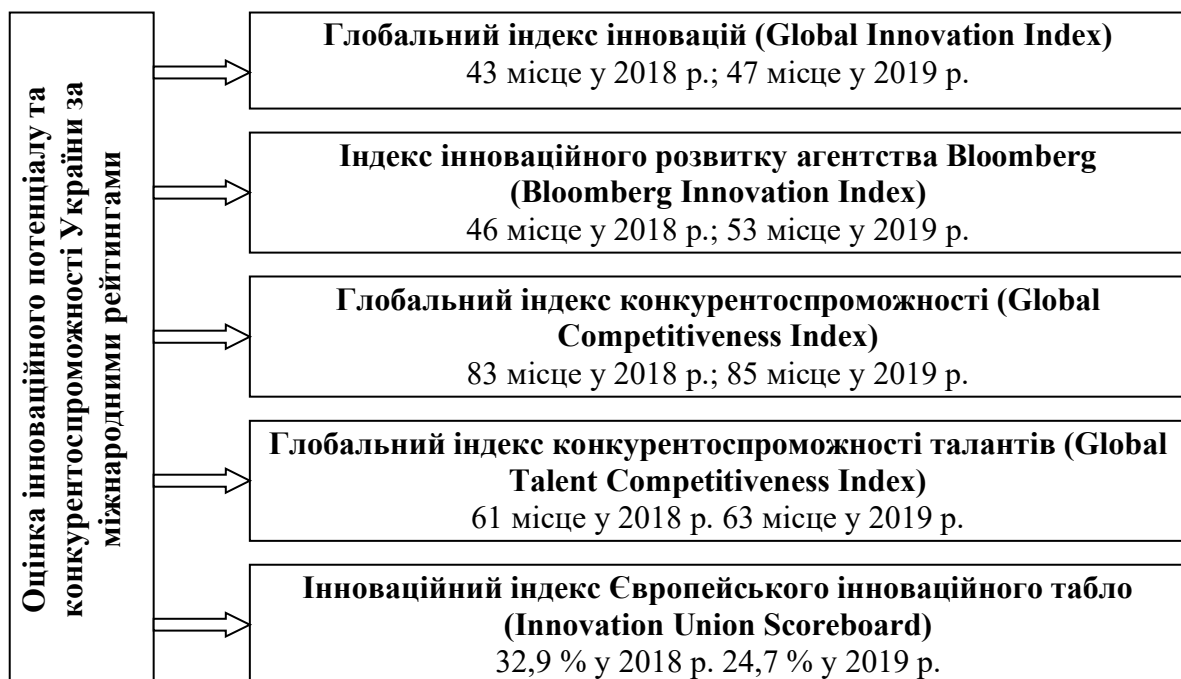 Оцінка інноваційного потенціалу та
конкурентоспроможності України за
міжнародними рейтингами
Глобальний індекс інновацій (Global Innovation Index)
43 місце у 2018 р.; 47 місце у 2019 р.
Індекс інноваційного розвитку агентства Bloomberg
(Bloomberg Innovation Index)
46 місце у 2018 р.; 53 місце у 2019 р.
Глобальний індекс конкурентоспроможності (Global
Competitiveness Index)
83 місце у 2018 р.; 85 місце у 2019 р.
Глобальний індекс конкурентоспроможності талантів (Global
Talent Competitiveness Index)
61 місце у 2018 р. 63 місце у 2019 р.
Інноваційний індекс Європейського інноваційного табло
(Innovation Union Scoreboard)
32,9 % у 2018 р. 24,7 % у 2019 р.